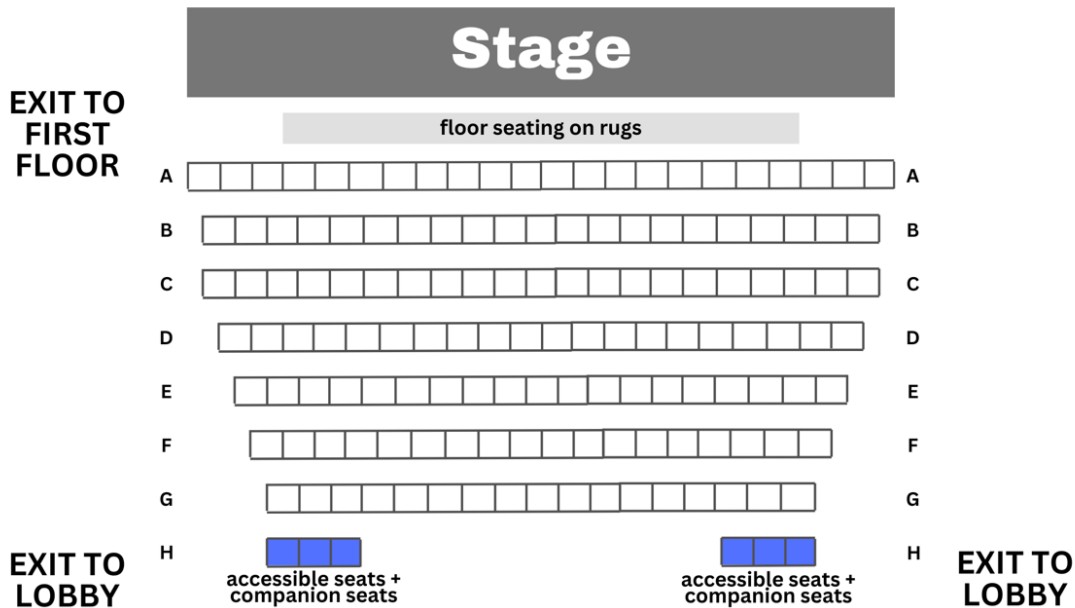 Stage
EXIT TO
FIRST
FLOOR
floor seating on rugs
A A
B B
C C
D D
E E
F F
G G
H H
EXIT TO
LOBBY
accessible seats +
companion seats
accessible seats +
companion seats
EXIT TO
LOBBY